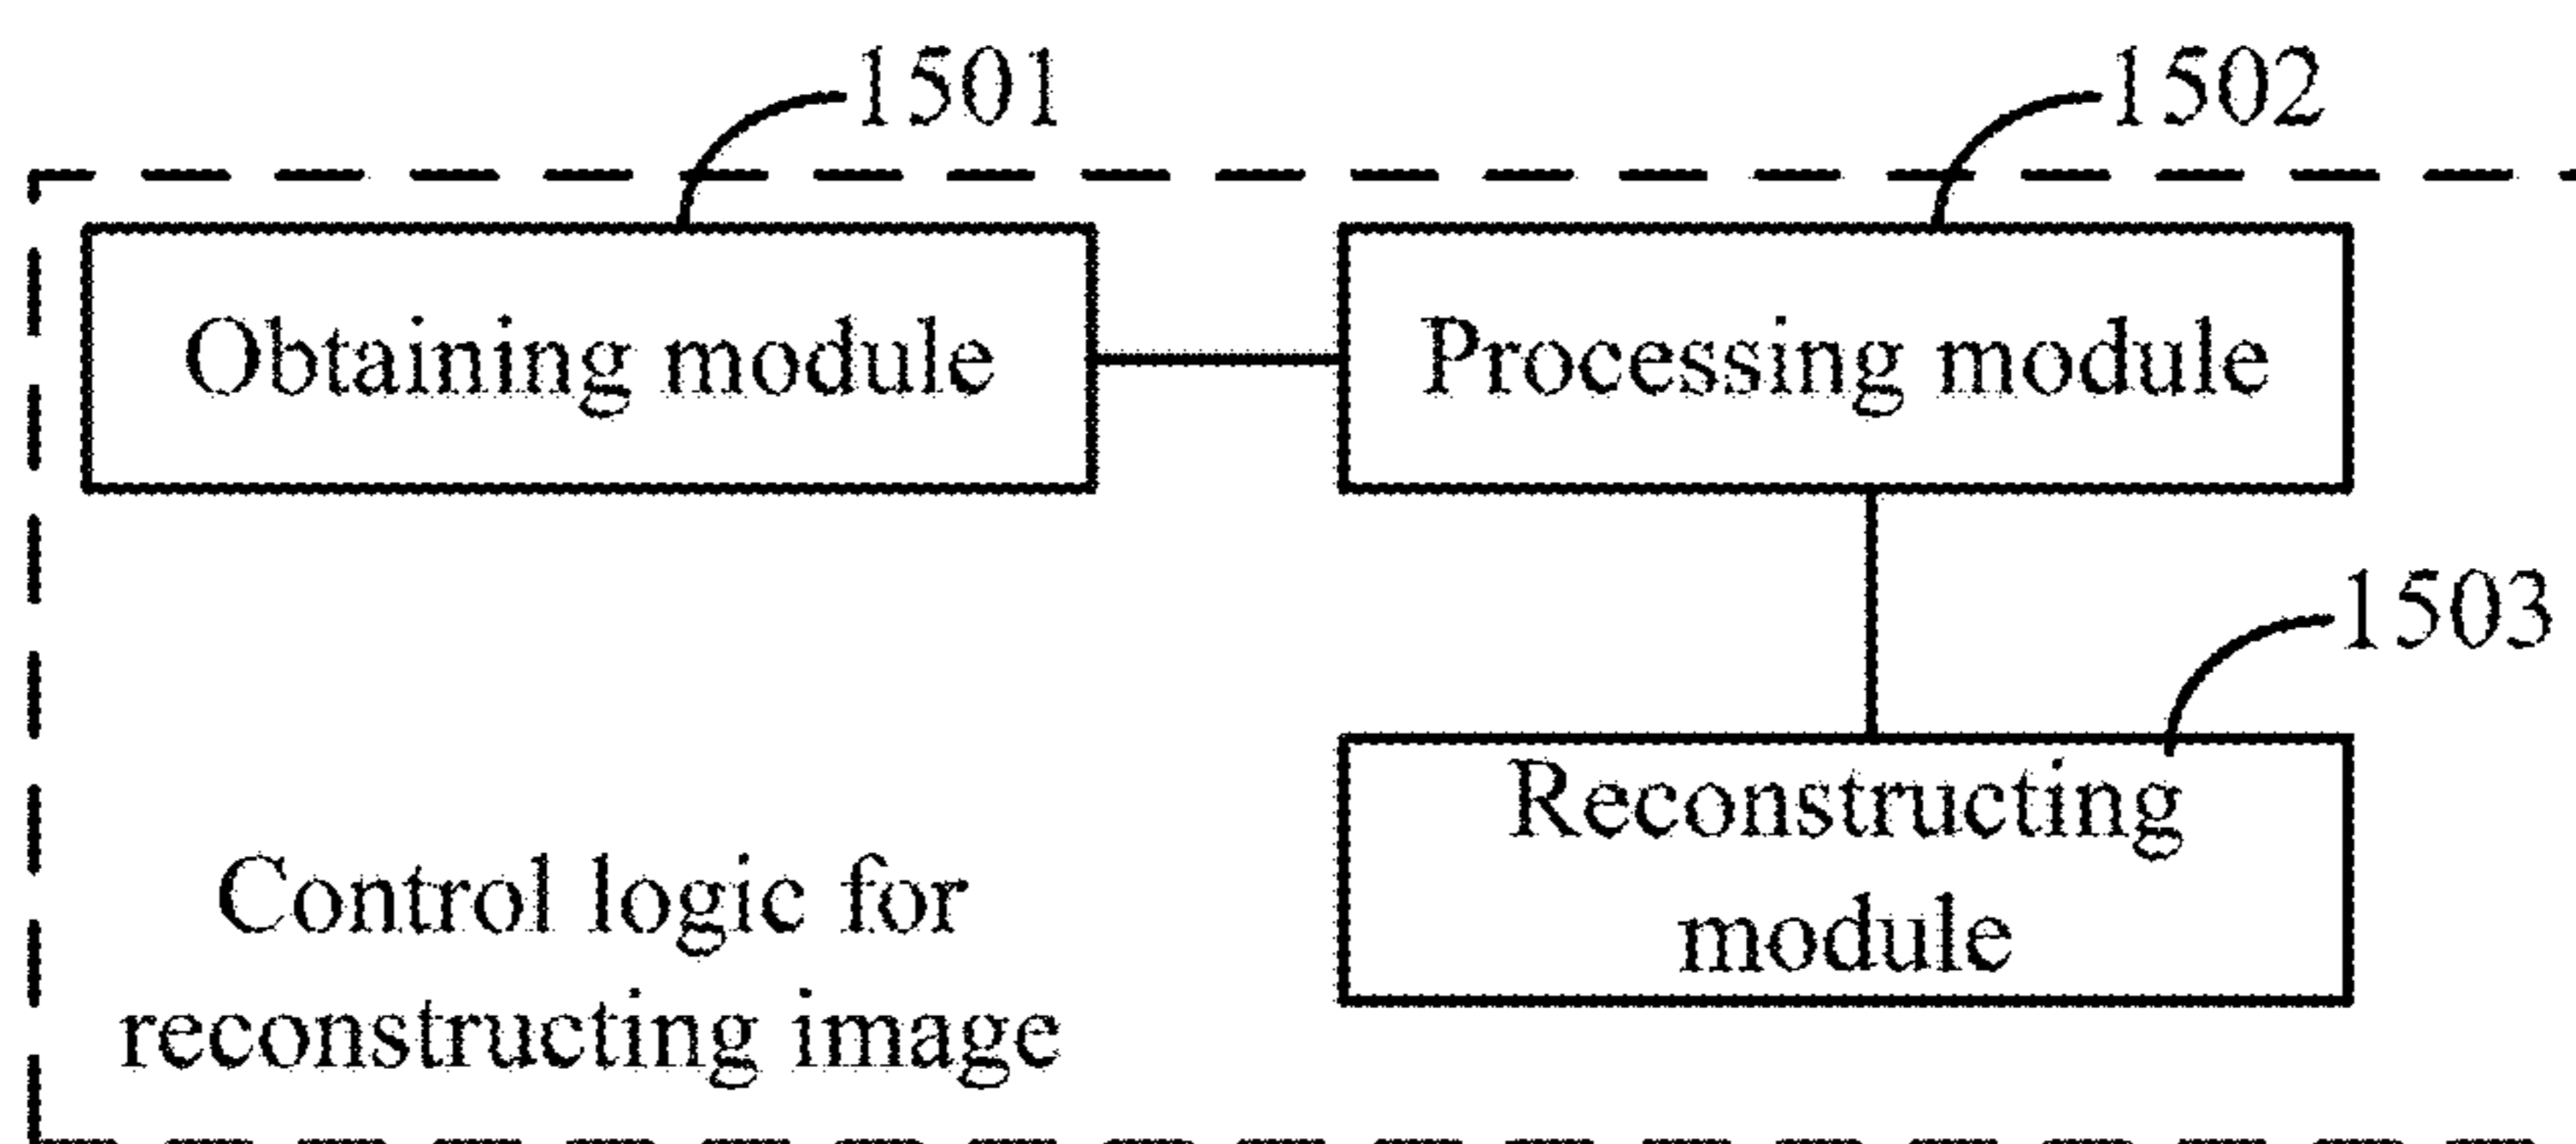 1501
1502
Obtaining module
Processing module
1503
Reconstructing
module
Control logic for
reconstructing image